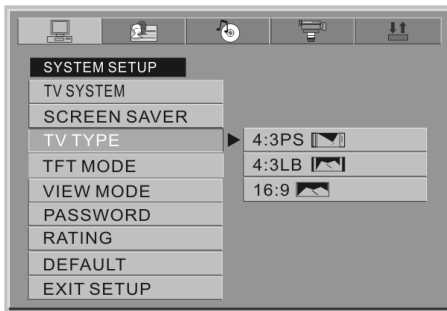 SYSTEM SETUP
TV SYSTEM
SCREEN SAVER
TV TYPE
4:3PS
TFT MODE
4:3LB
VIEW MODE
16:9
PASSWORD
RATING
DEFAULT
EXIT SETUP